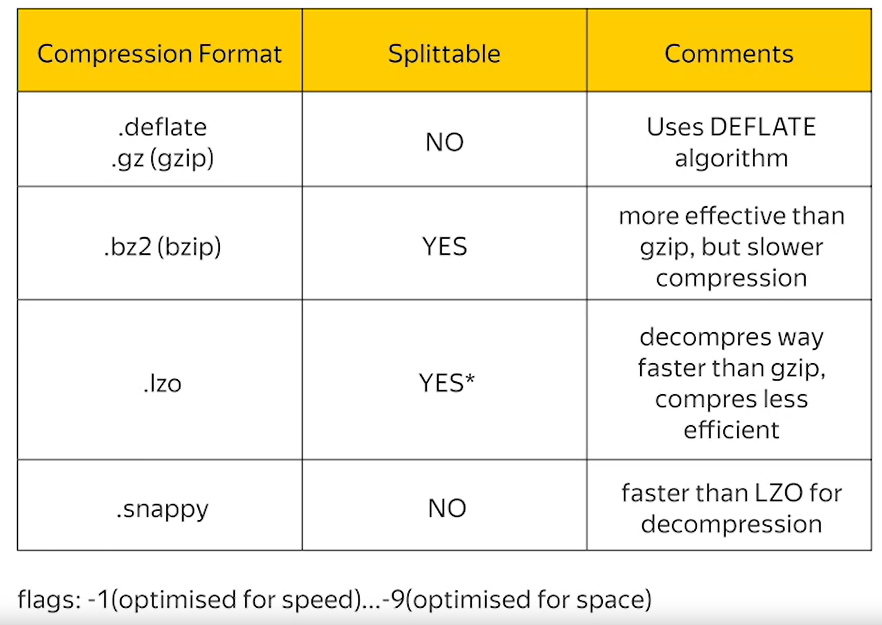 Compression Format Splittable Comments
.deflate
.gz (gzip)
NO
Uses DEFLATE
algorithm
.bz2 (bzip)
YES
more effective than
gzip, but slower
compression
.lzo
YES*
decompres way
faster than gzip,
compres less
efficient
.snappy
NO
faster than LZO for
decompression
flags: -1(optimised for speed)...-9(optimised for space)